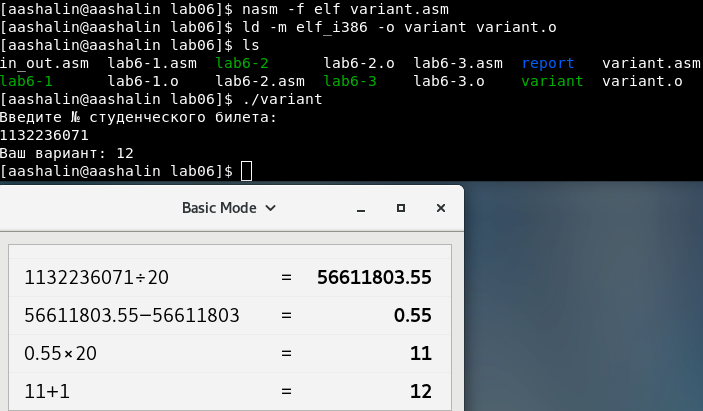 [aashalin@aashalin lab06]$ nasm -f elf variant.asm
[aashalin@aashalin lab06]$ ld -m elf_i386 -o variant variant.o
[aashalin@aashalin lab06]$ ls
in_out.asm lab6-1.asm lab6-2 lab6-2.o lab6-3.asm report variant.asm
lab6-1 lab6-1.o lab6-2.asm lab6-3 lab6-3.o variant variant.o
[aashalin@aashalin lab06]$ ./variant
Введите № студенческого билета:
1132236071
Ваш вариант: 12
[aashalin@aashalin lab06]$
Basic Mode
1132236071÷20 = 56611803.55
56611803.55−56611803 = 0.55
0.55×20 = 11
11+1 = 12